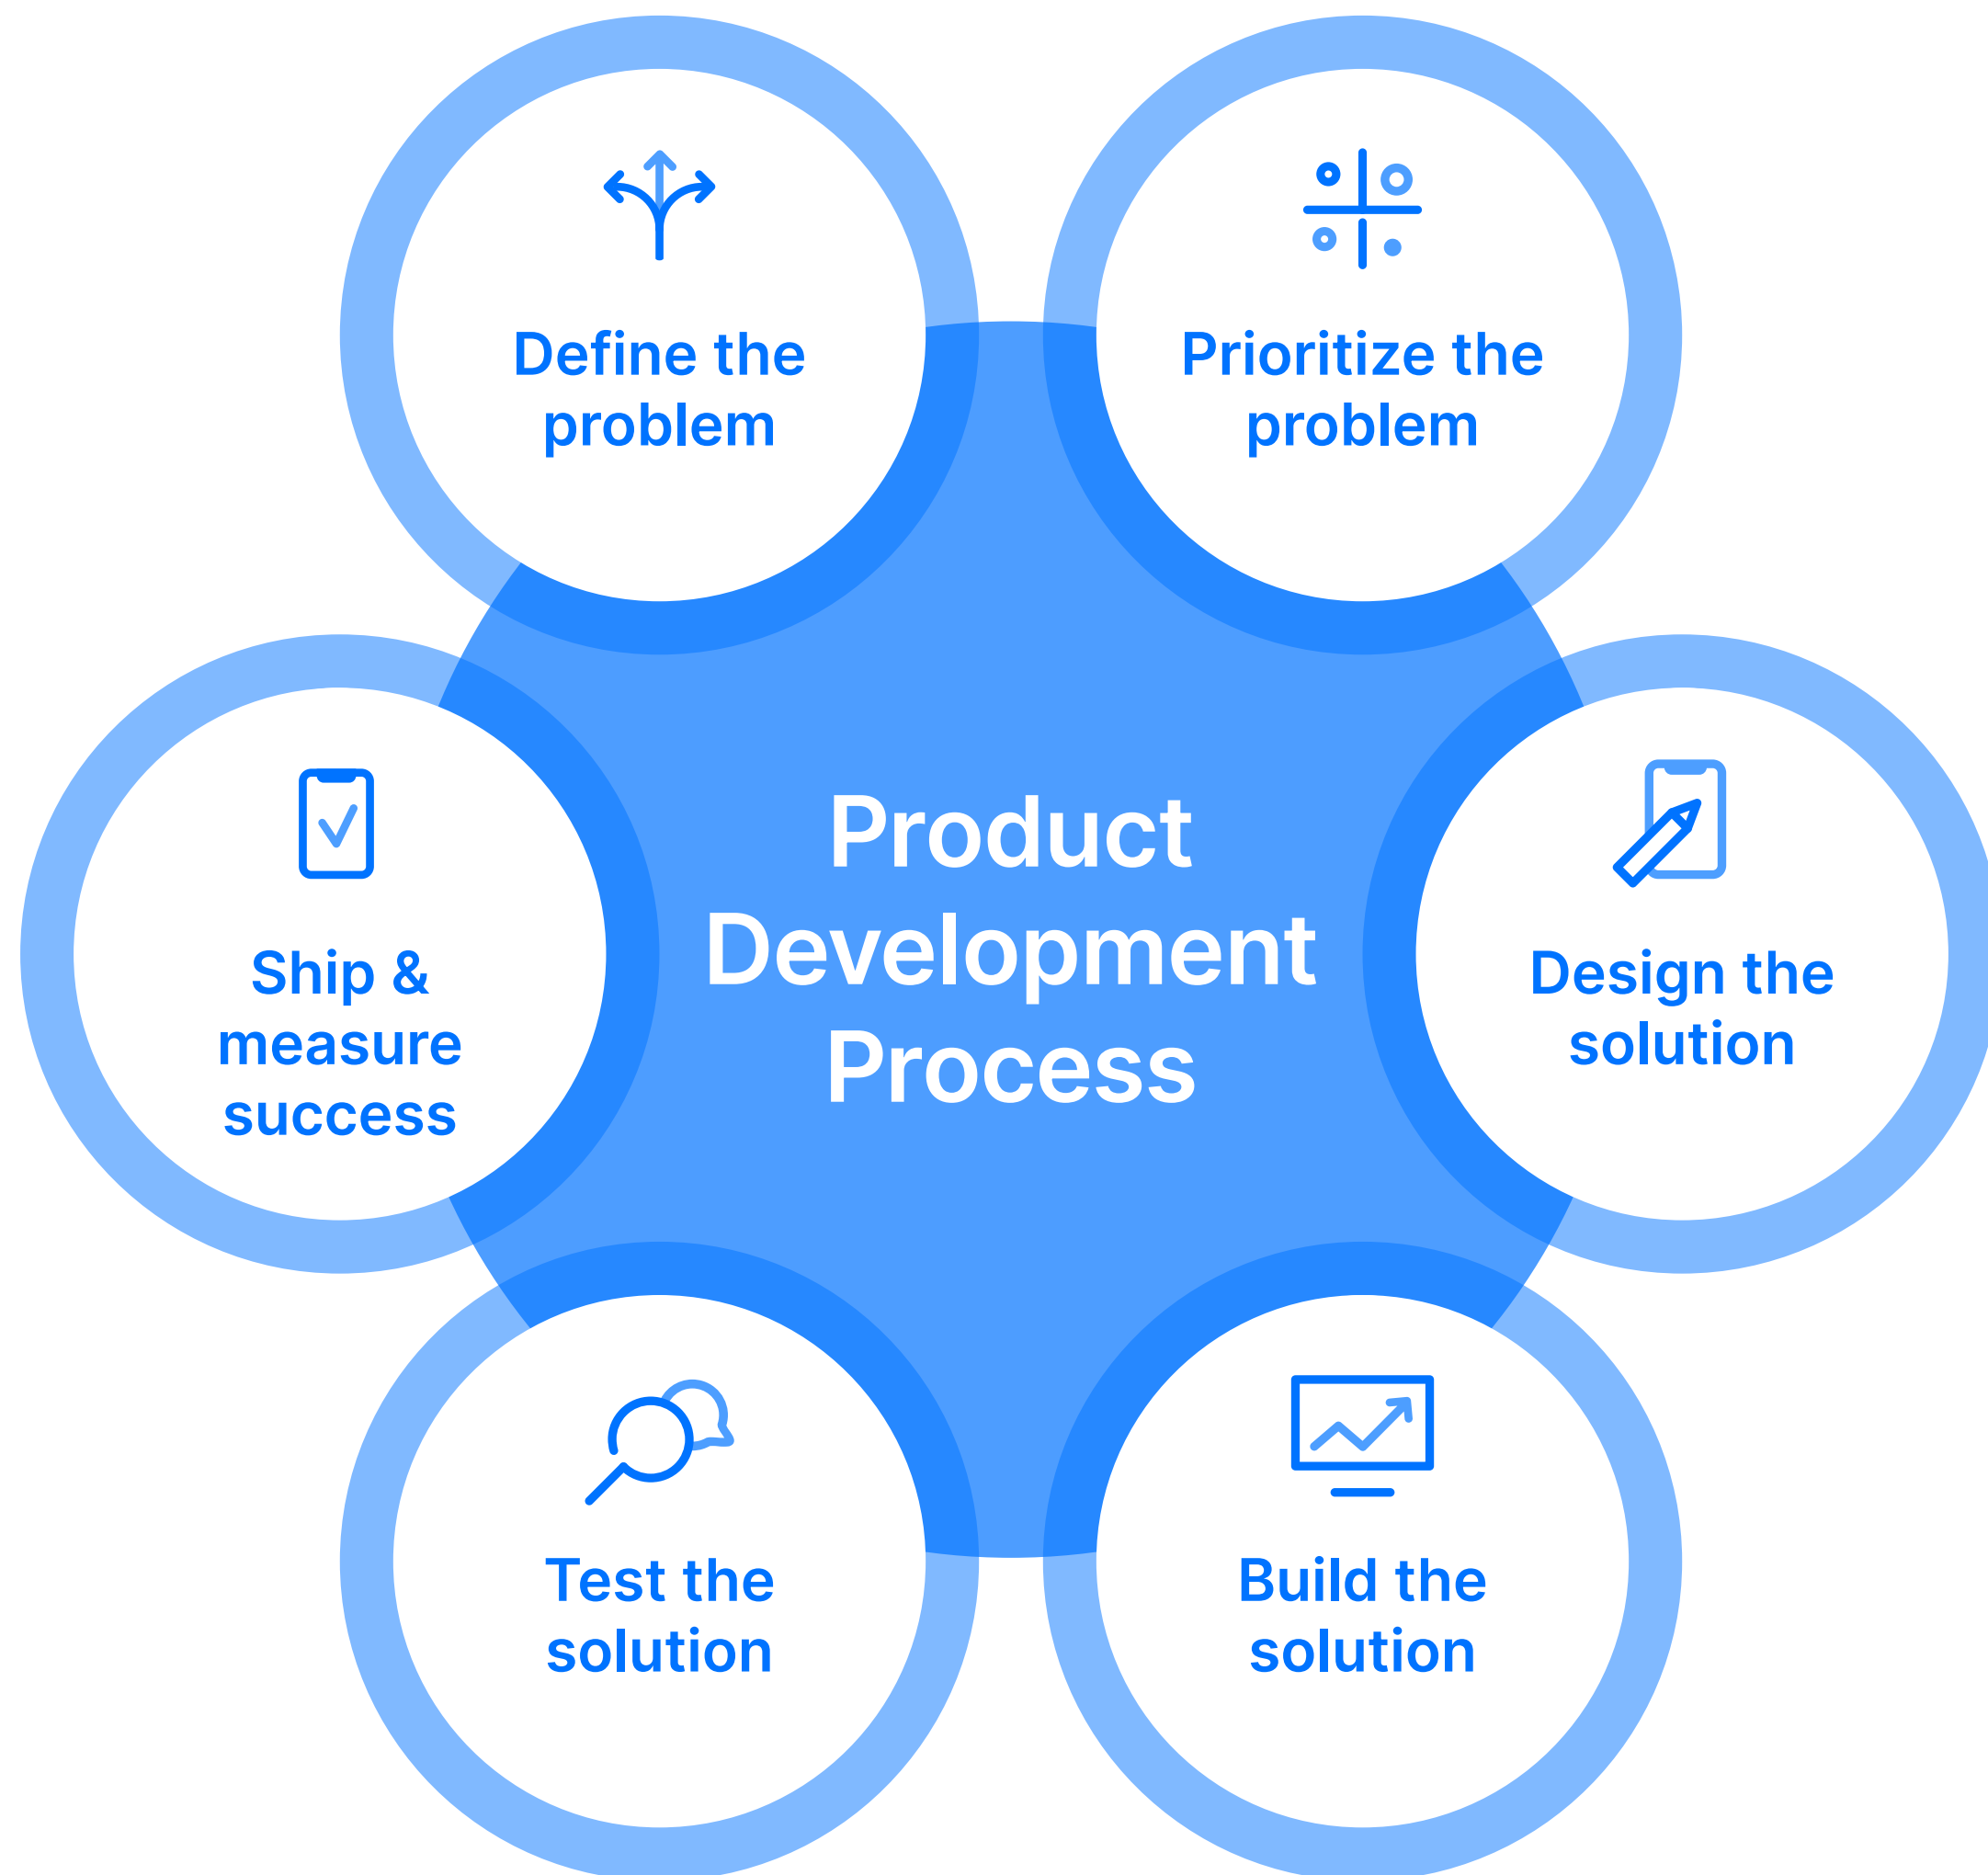 Define the
problem
Prioritize the
problem
Product
Development
Process
Ship &
measure
success
Design the
solution
Test the
solution
Build the
solution